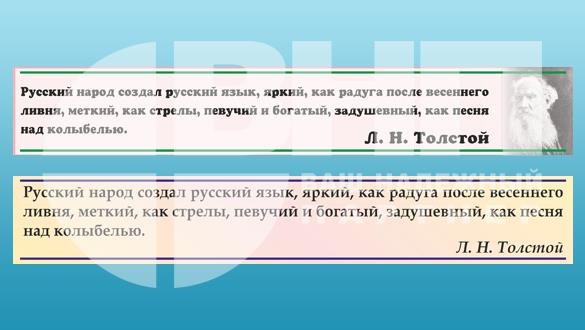 Русский народ создал русский язык, яркий, как радуга после весеннего
ливня, меткий, как стрелы, певучий и богатый, задушевный, как песня
над колыбелью.
Л. Н. Толстой
Русский народ создал русский язык, яркий, как радуга после весеннего
ливня, меткий, как стрелы, певучий и богатый, задушевный, как песня
над колыбелью.
Л. Н. Толстой
ВАШ НАДЕЖНЫЙ
ПАРТНЕР